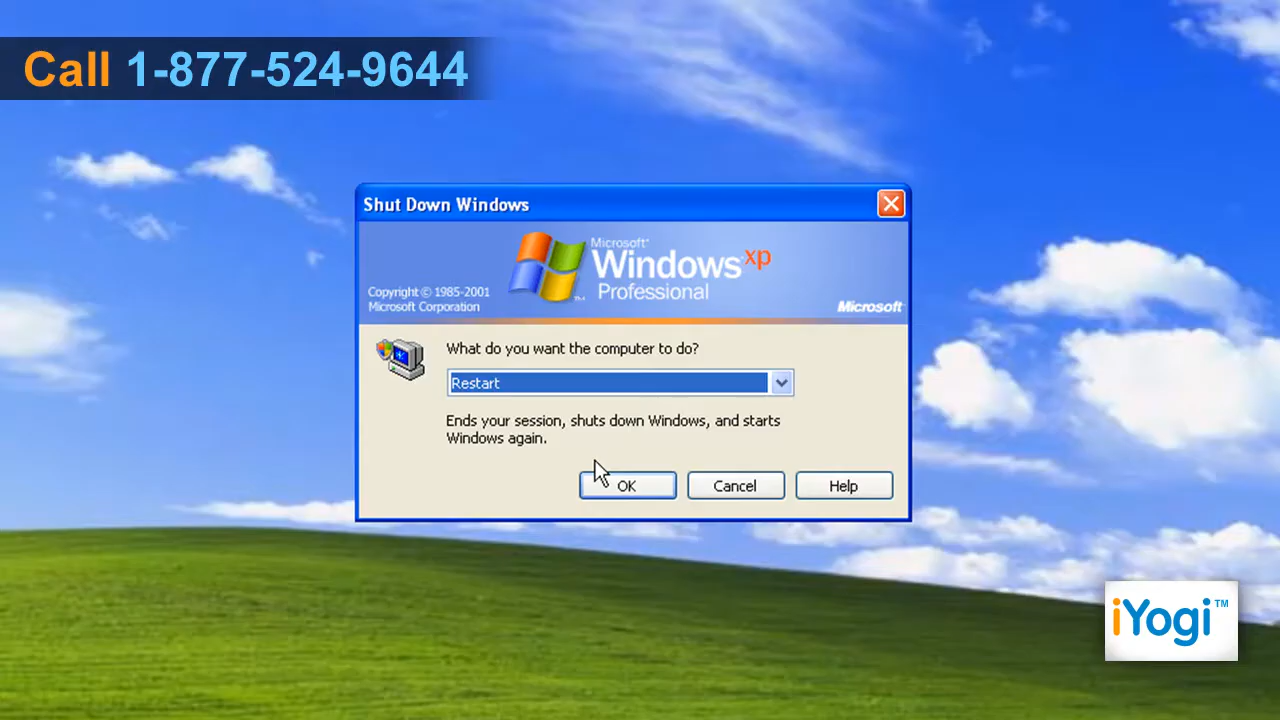 Call 1-877-524-9644
Shut Down Windows
Microsoft®
Windows xp
Professional
Copyright © 1985-2001
Microsoft Corporation
Microsoft
What do you want the computer to do?
Restart
Ends your session, shuts down Windows, and starts
Windows again.
OK
Cancel
Help
iYogi™